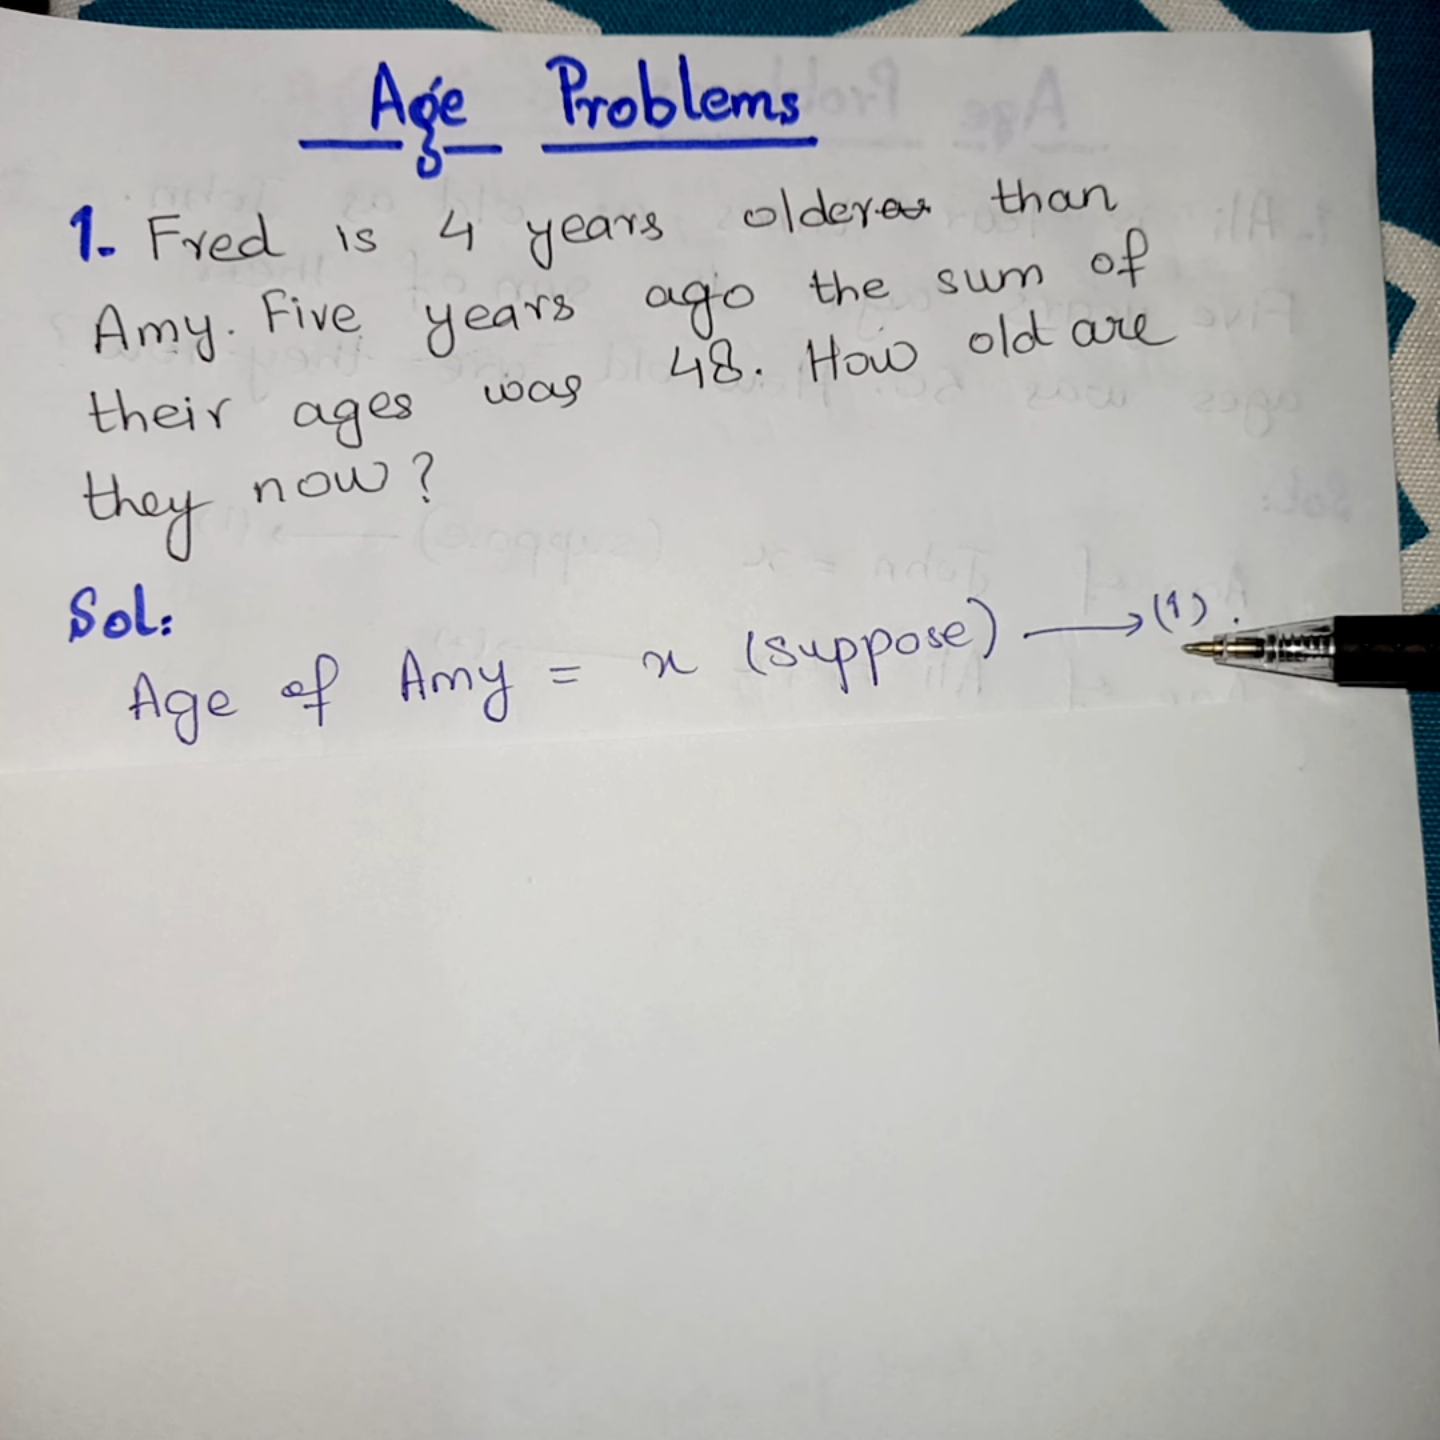 Age Problems
1. Fred is 4 years older than
Amy. Five years ago the sum of
their ages was 48. How old are
they now?
Sol:
Age of Amy = x (suppose) → (1).